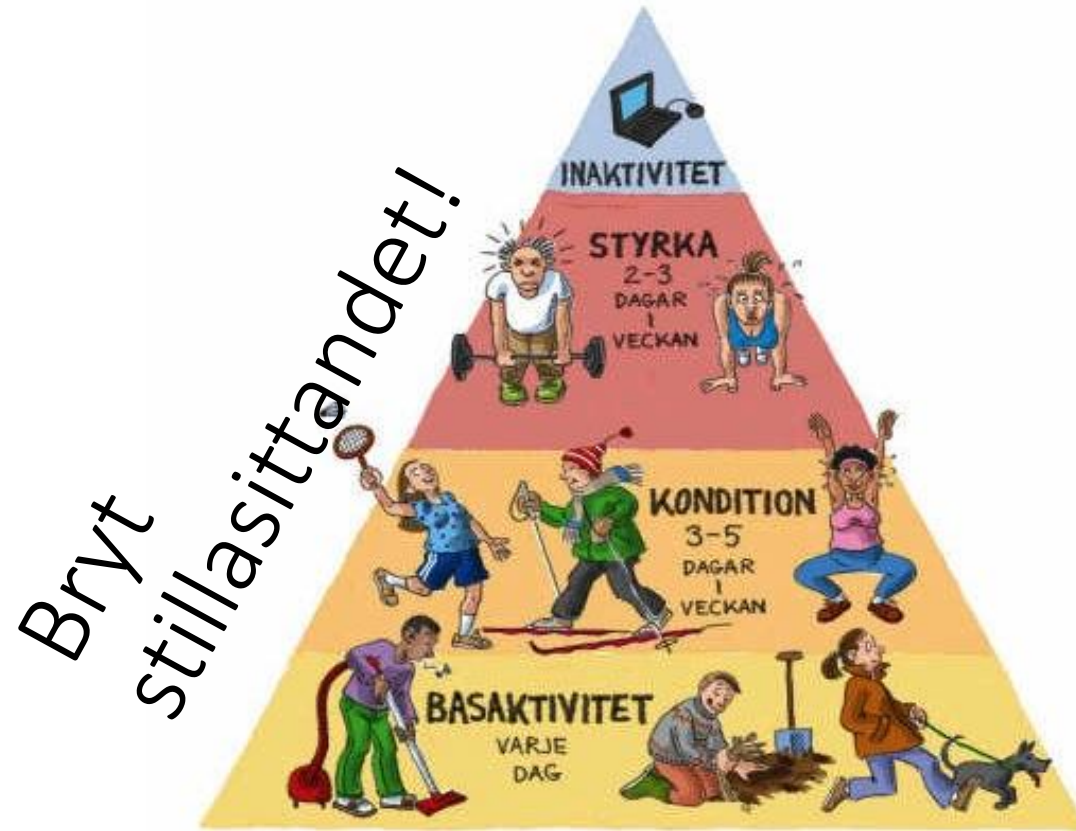 Bryt
stillasittandet!
INAKTIVITET
STYRKA
2-3
DAGAR
I
VECKAN
KONDITION
3-5
DAGAR
I
VECKAN
BASAKTIVITET
VARJE
DAG